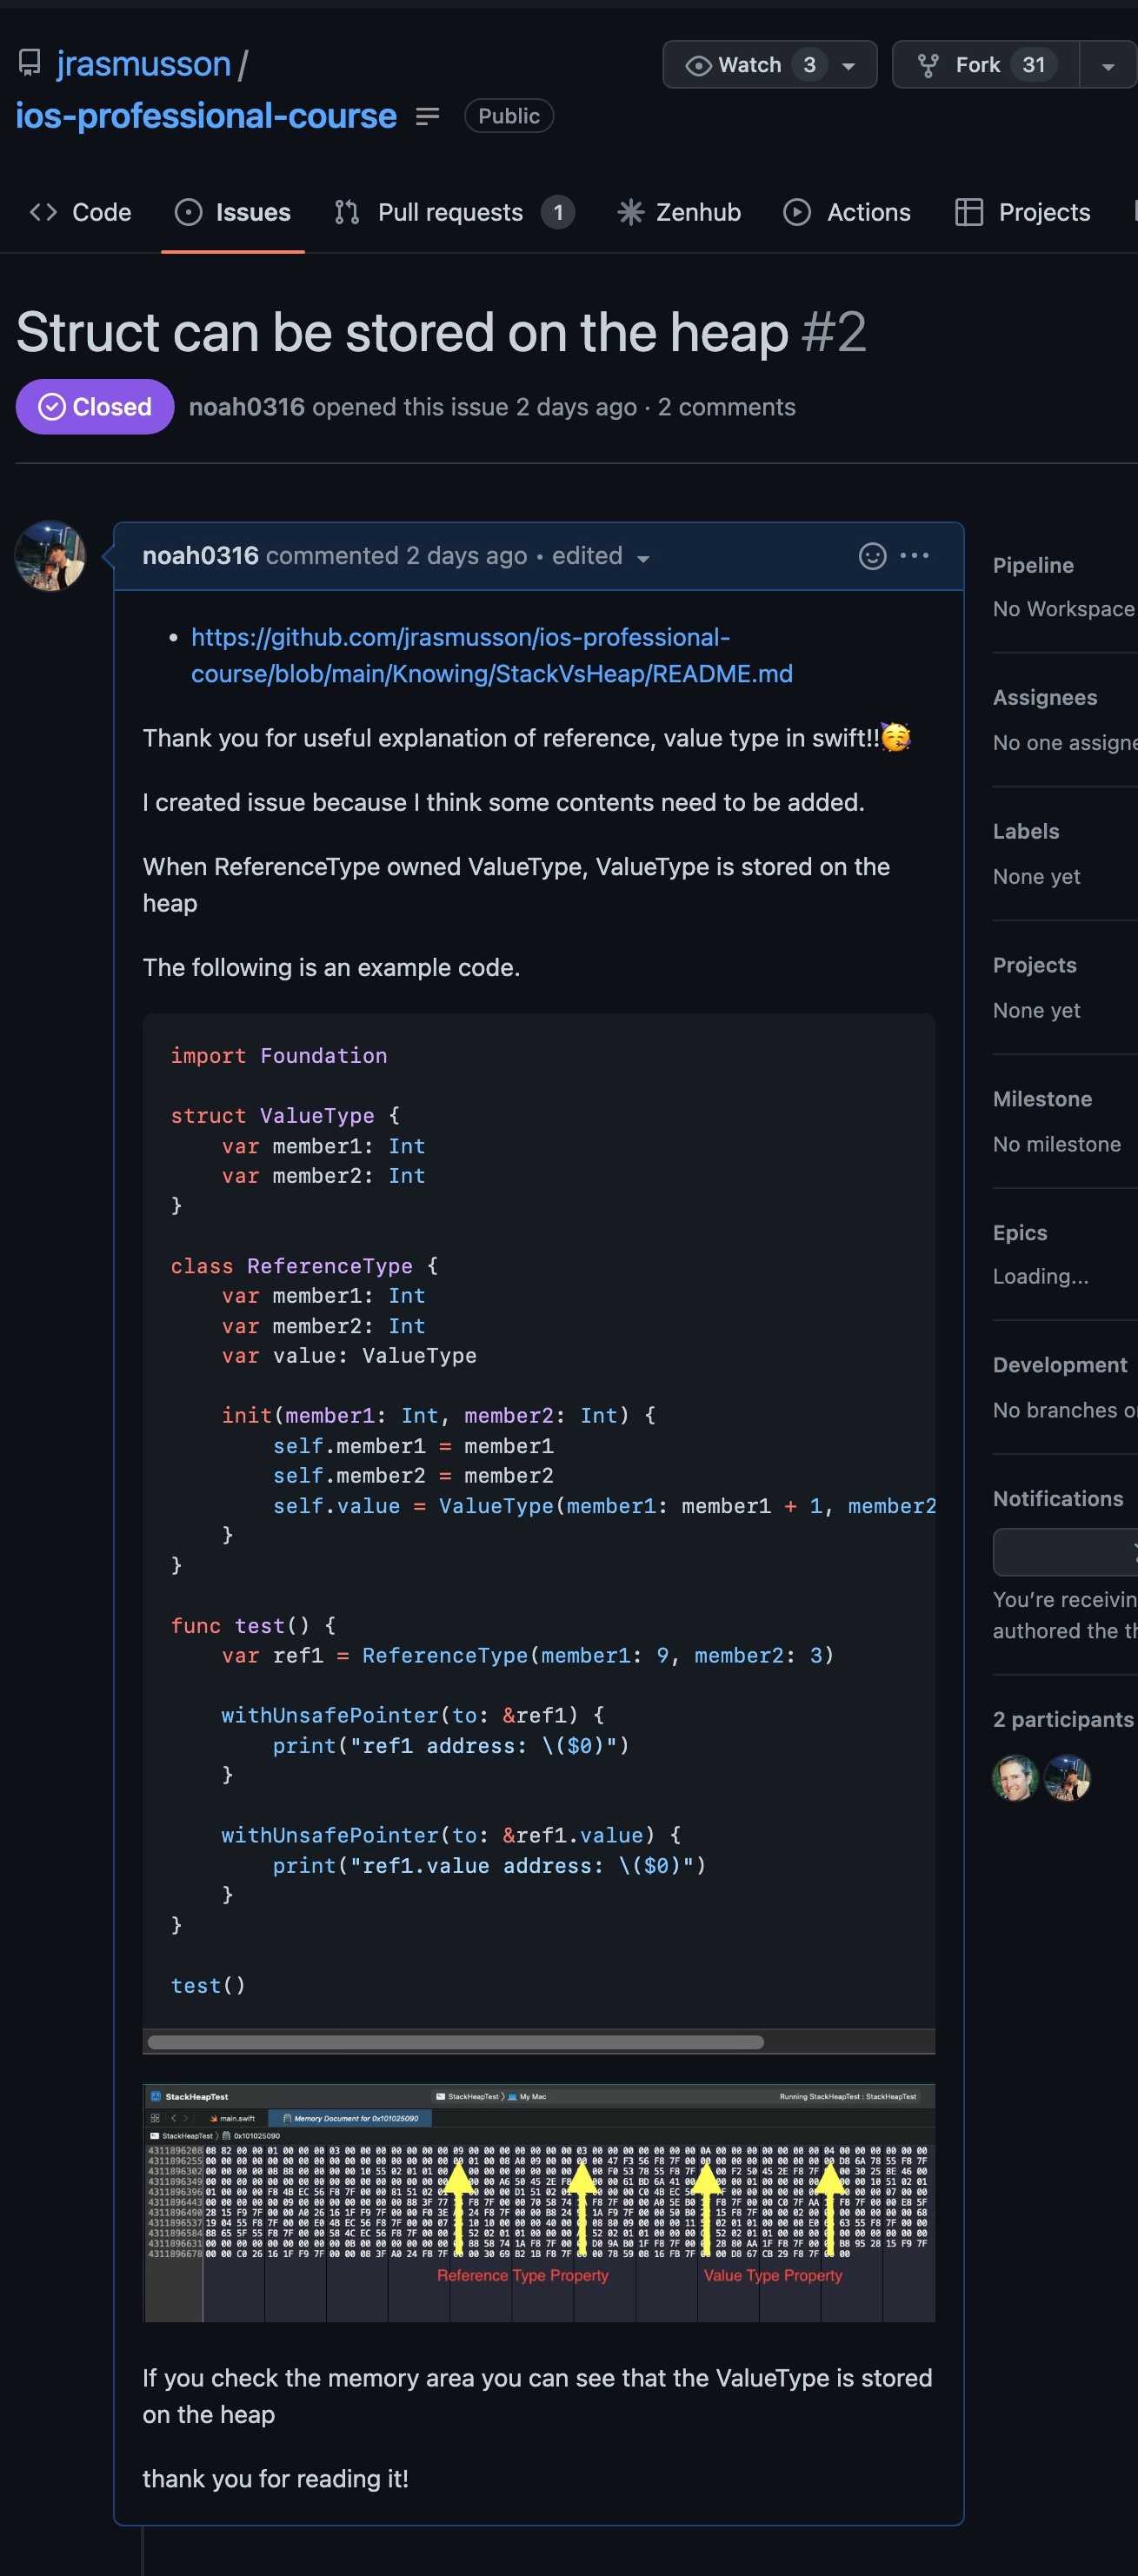 jrasmusson /
Watch 3
Fork 31
ios-professional-course
Public
Code
Issues
Pull requests 1
Zenhub
Actions
Projects
Struct can be stored on the heap #2
Closed
noah0316 opened this issue 2 days ago · 2 comments
noah0316 commented 2 days ago • edited
• https://github.com/jrasmusson/ios-professional-
course/blob/main/Knowing/StackVsHeap/README.md
Thank you for useful explanation of reference, value type in swift!!🥳
I created issue because I think some contents need to be added.
When ReferenceType owned ValueType, ValueType is stored on the
heap
The following is an example code.
import Foundation
struct ValueType {
    var member1: Int
    var member2: Int
}
class ReferenceType {
    var member1: Int
    var member2: Int
    var value: ValueType
    init(member1: Int, member2: Int) {
        self.member1 = member1
        self.member2 = member2
        self.value = ValueType(member1: member1 + 1, member2
    }
}
func test() {
    var ref1 = ReferenceType(member1: 9, member2: 3)
    withUnsafePointer(to: &ref1) {
        print("ref1 address: \($0)")
    }
    withUnsafePointer(to: &ref1.value) {
        print("ref1.value address: \($0)")
    }
}
test()
StackHeapTest
StackHeapTest
My Mac
Running StackHeapTest : StackHeapTest
main.swift
Memory Document for 0x101025090
StackHeapTest
0x101025090
Reference Type Property
Value Type Property
If you check the memory area you can see that the ValueType is stored
on the heap
thank you for reading it!
Pipeline
No Workspace
Assignees
No one assigne
Labels
None yet
Projects
None yet
Milestone
No milestone
Epics
Loading...
Development
No branches o
Notifications
You're receivin
authored the th
2 participants